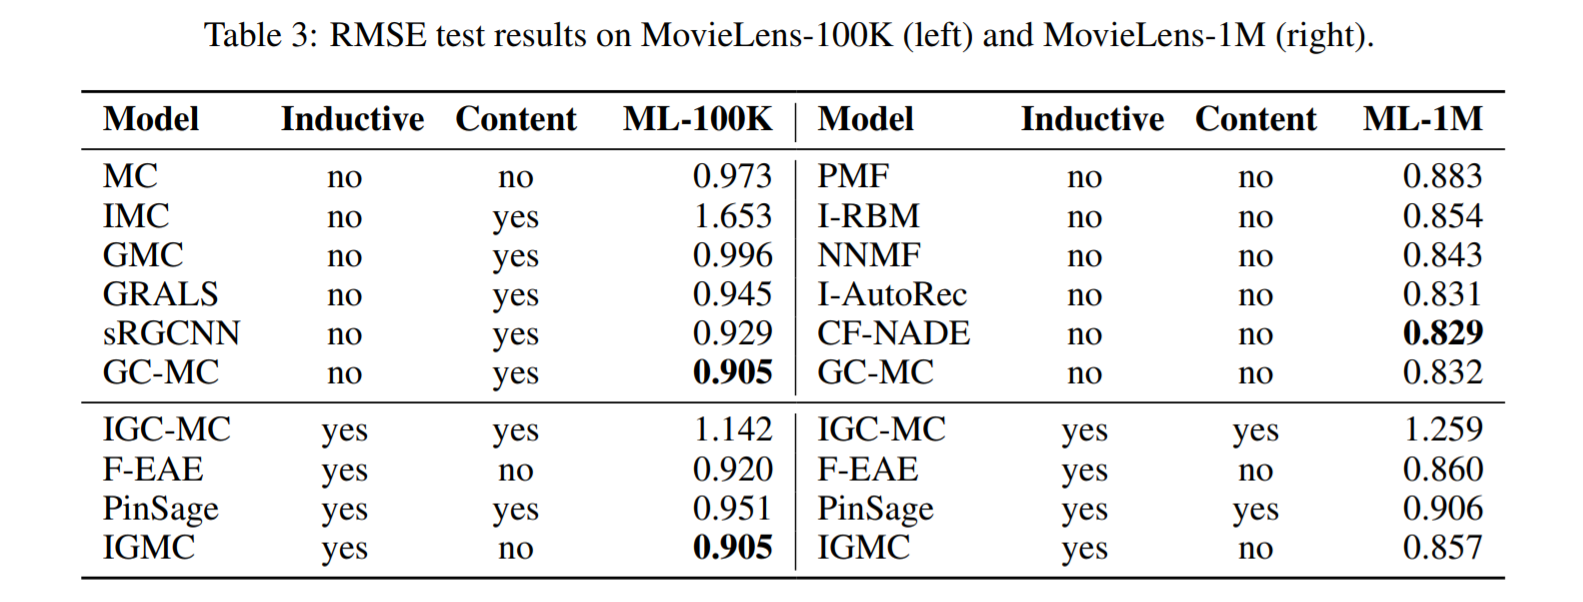 Table 3: RMSE test results on MovieLens-100K (left) and MovieLens-1M (right).
Model Inductive Content ML-100K Model Inductive Content ML-1M
MC no no 0.973 PMF no no 0.883
IMC no yes 1.653 I-RBM no no 0.854
GMC no yes 0.996 NNMF no no 0.843
GRALS no yes 0.945 I-AutoRec no no 0.831
sRGCNN no yes 0.929 CF-NADE no no 0.829
GC-MC no yes 0.905 GC-MC no no 0.832
IGC-MC yes yes 1.142 IGC-MC yes yes 1.259
F-EAE yes no 0.920 F-EAE yes no 0.860
PinSage yes yes 0.951 PinSage yes yes 0.906
IGMC yes no 0.905 IGMC yes no 0.857